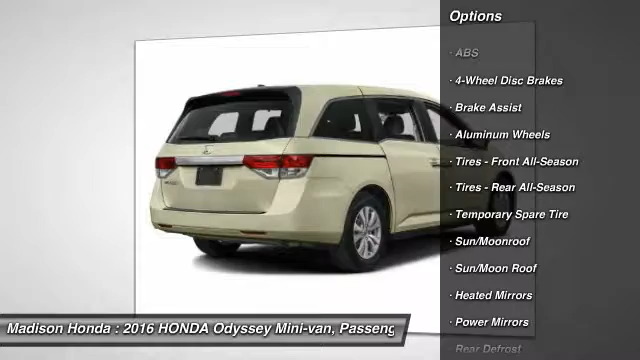 Options
· ABS
· 4-Wheel Disc Brakes
· Brake Assist
· Aluminum Wheels
· Tires - Front All-Season
· Tires - Rear All-Season
· Temporary Spare Tire
· Sun/Moonroof
· Sun/Moon Roof
· Heated Mirrors
· Power Mirrors
· Rear Defrost
Madison Honda : 2016 HONDA Odyssey Mini-van, Passeng